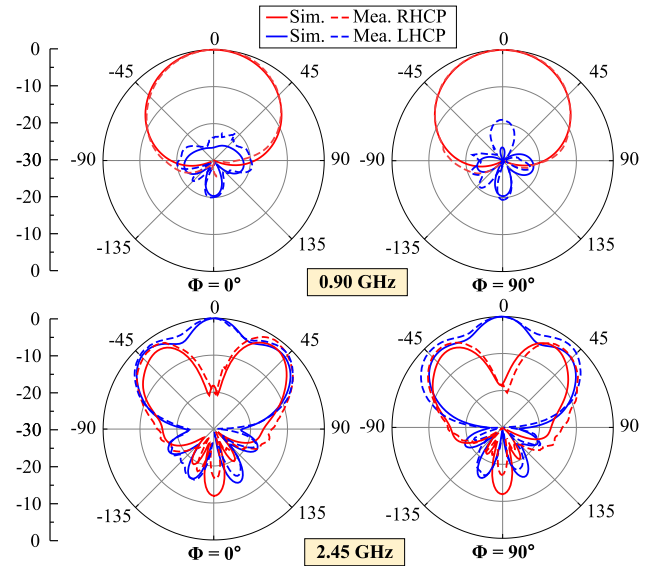 Sim. Mea. RHCP
Sim. Mea. LHCP
0 0 0
-10 -45 45 -45 45
-20
-30 -90 90 -90 90
-20
-10 -135 135 -135 135
0 Φ = 0° Φ = 90°
0.90 GHz
0 0 0
-10 -45 45 -45 45
-20
-30 -90 90 -90 90
-20
-10 -135 135 -135 135
0 Φ = 0° Φ = 90°
2.45 GHz